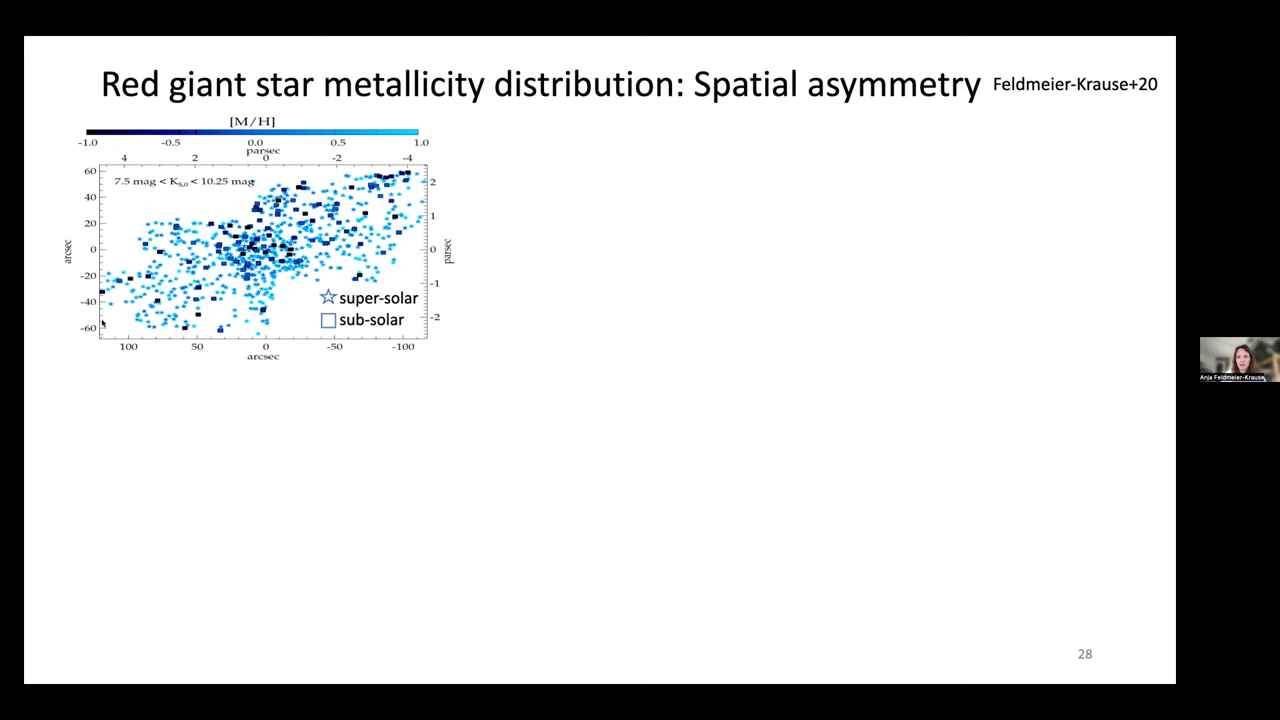 Red giant star metallicity distribution: Spatial asymmetry Feldmeier-Krause+20
[M/H]
-1.0 -0.5 0.0 0.5 1.0
parsec
4 2 0 -2 -4
7.5 mag < K_S,0 < 10.25 mag
60
40
20
0
-20
-40
-60
arcsec
2
1
0
-1
-2
parsec
super-solar
sub-solar
100 50 0 -50 -100
arcsec
Anja Feldmeier-Krause
28